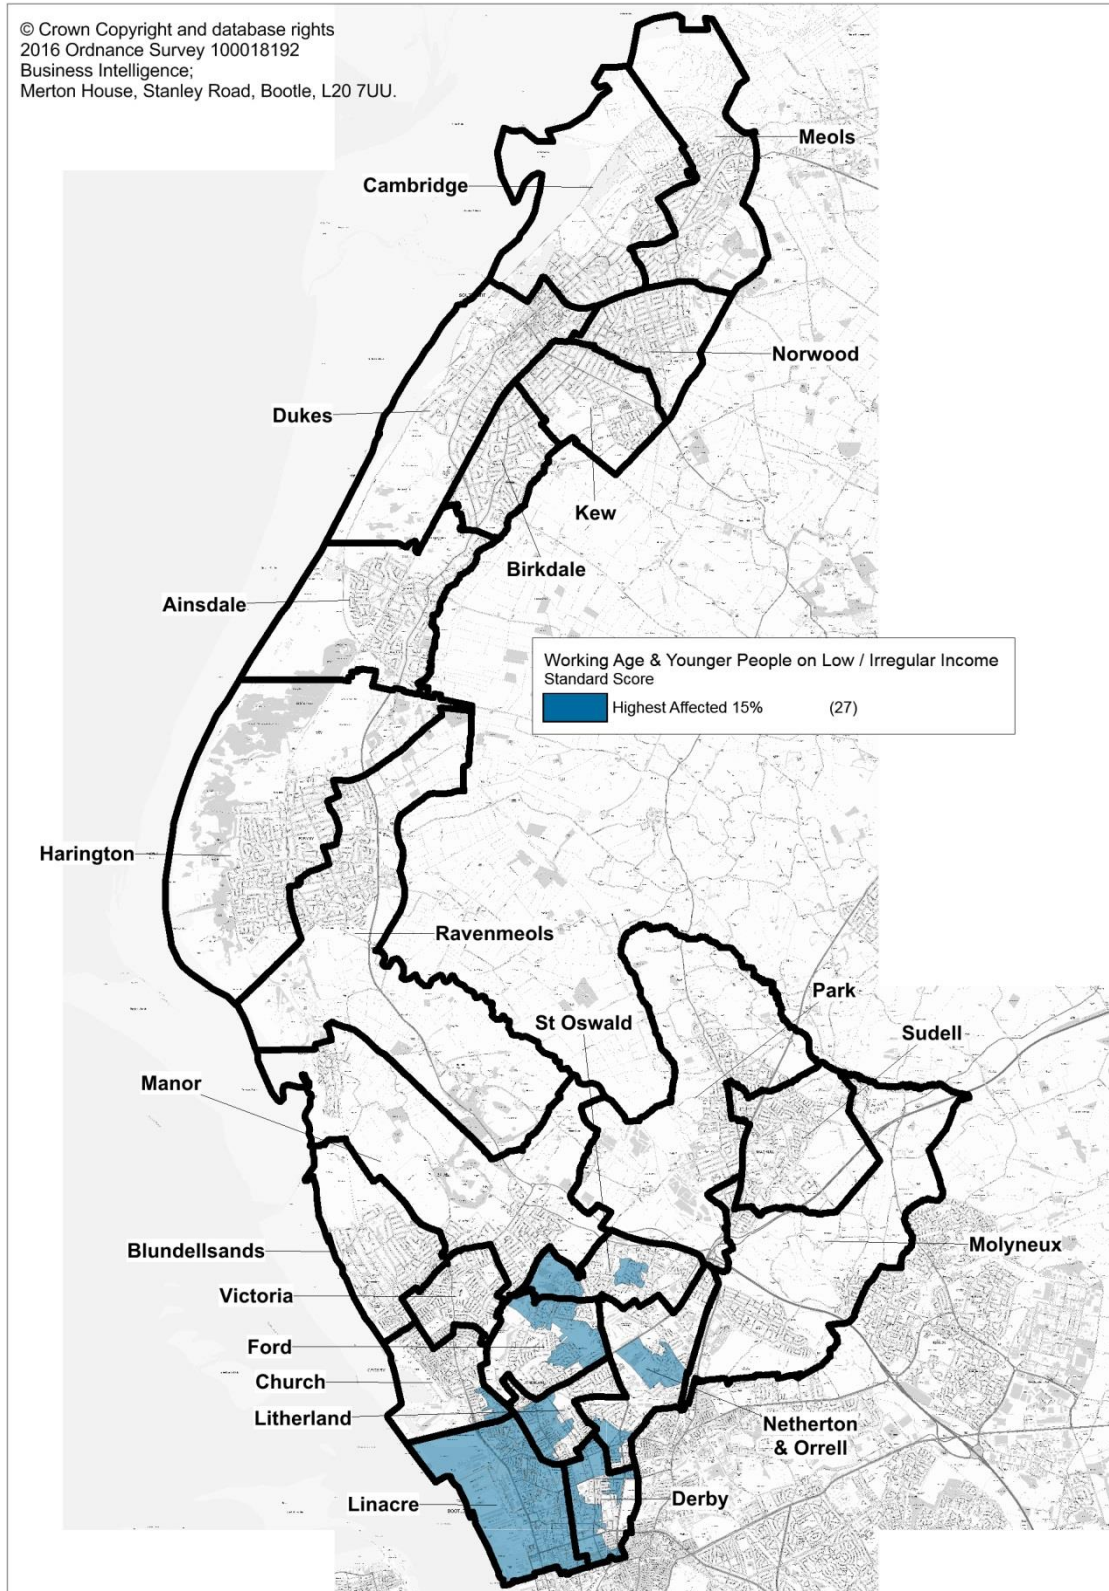 © Crown Copyright and database rights
2016 Ordnance Survey 100018192
Business Intelligence;
Merton House, Stanley Road, Bootle, L20 7UU.
Meols
Cambridge
Norwood
Dukes
Kew
Birkdale
Ainsdale
Working Age & Younger People on Low / Irregular Income
Standard Score
Highest Affected 15% (27)
Harington
Ravenmeols
Park
St Oswald
Sudell
Manor
Molyneux
Blundellsands
Victoria
Ford
Church
Litherland
Netherton
& Orrell
Linacre
Derby